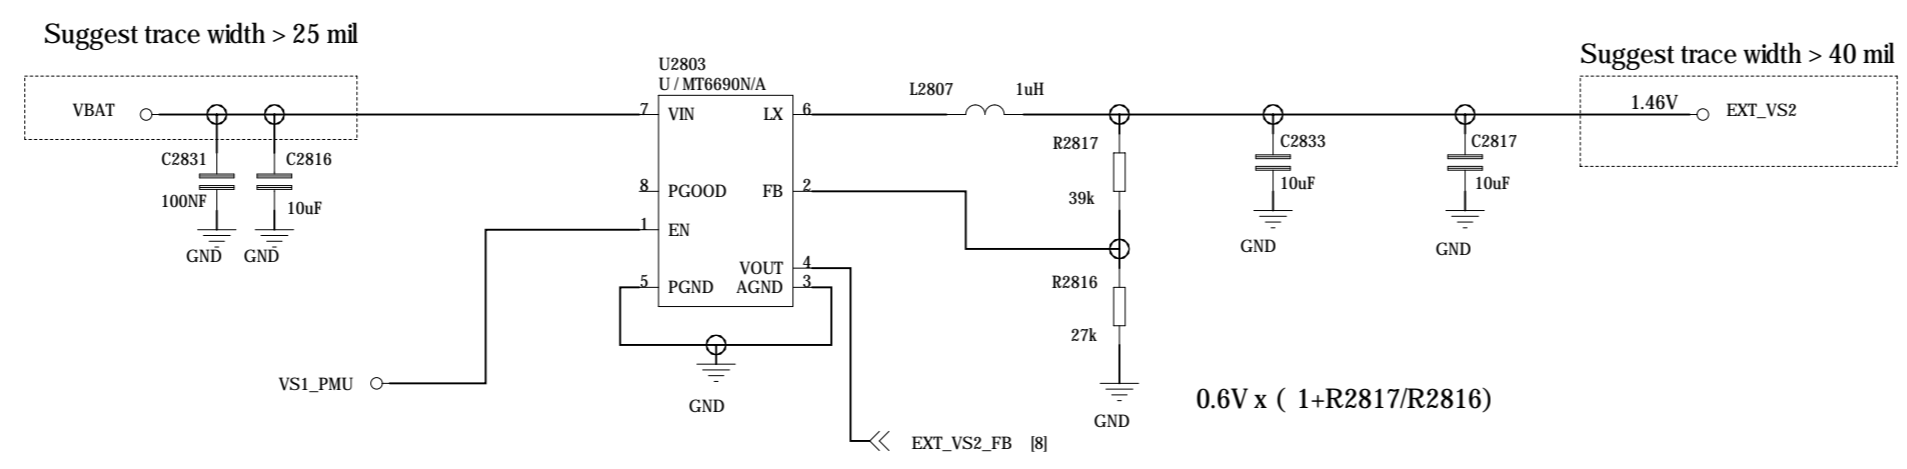 Suggest trace width > 25 mil
Suggest trace width > 40 mil
U2803
U / MT6690N/A
L2807
1uH
VBAT
7
VIN
LX
6
1.46V
EXT_VS2
C2831
C2816
R2817
C2833
C2817
8
PGOOD
FB
2
100NF
10uF
39k
10uF
10uF
1
EN
GND
GND
GND
GND
VOUT
4
5
PGND
AGND
3
R2816
27k
VS1_PMU
GND
0.6V x ( 1+R2817/R2816)
GND
EXT_VS2_FB [8]